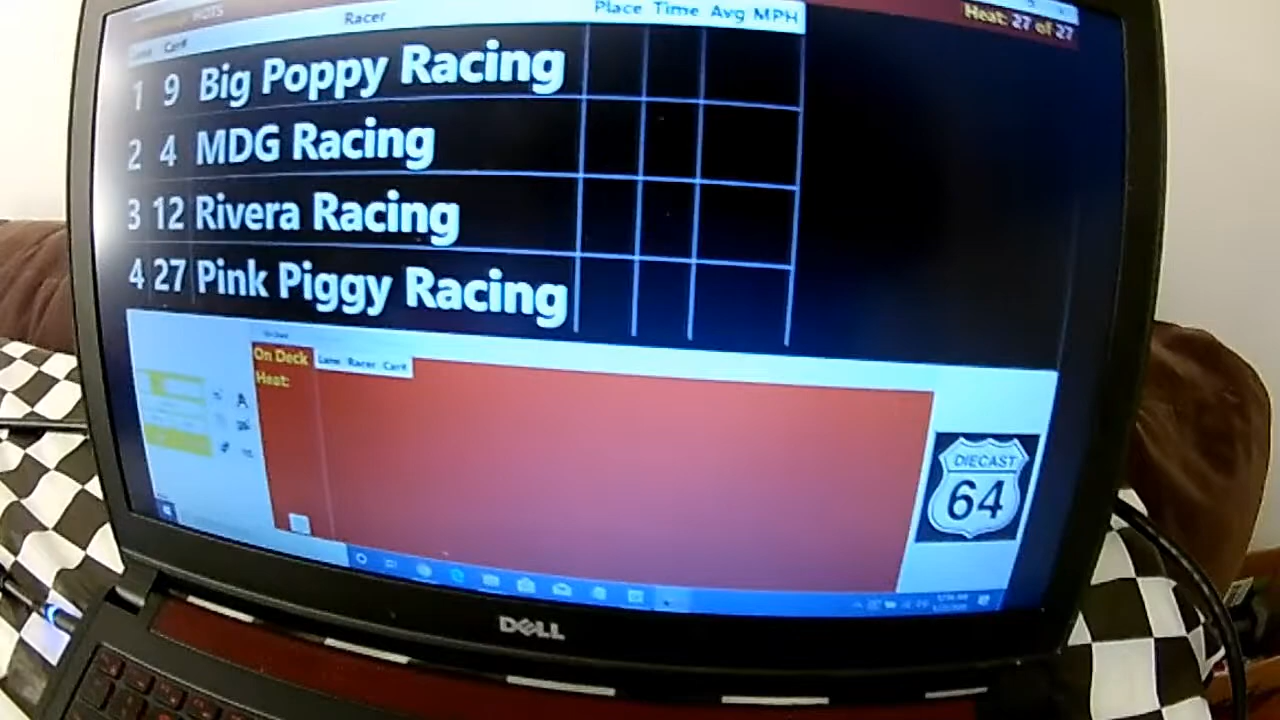 HOTS
Racer Place Time Avg MPH
Heat: 27 of 27
Car#
1 9 Big Poppy Racing
2 4 MDG Racing
3 12 Rivera Racing
4 27 Pink Piggy Racing
On Deck Lane Racer Car#
Heat:
DIECAST
64
DELL